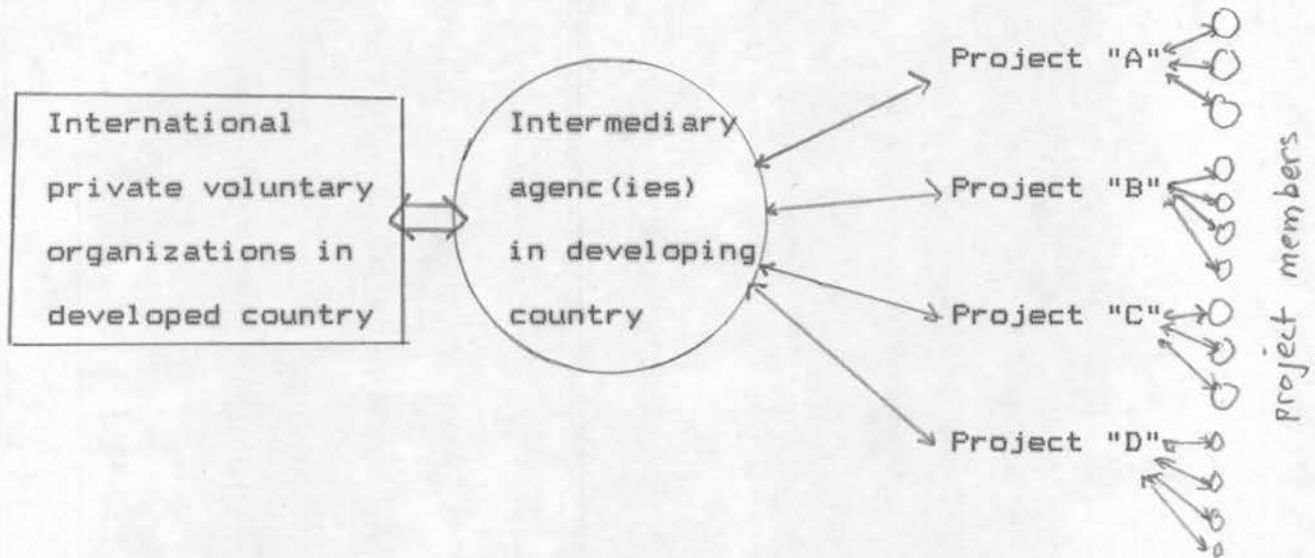 International
private voluntary
organizations in
developed country
Intermediary
agenc(ies)
in developing
country
Project "A"
Project "B"
Project "C"
Project "D"
project members